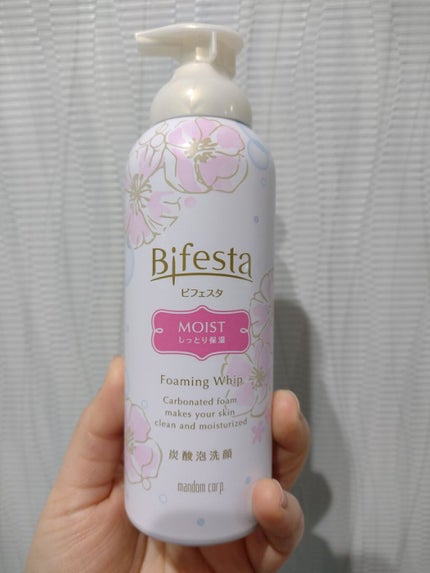 Bifesta
ビフェスタ
MOIST
しっとり保湿
Foaming Whip
Carbonated foam
makes your skin
clean and moisturized
炭酸泡洗顔
mandom corp.